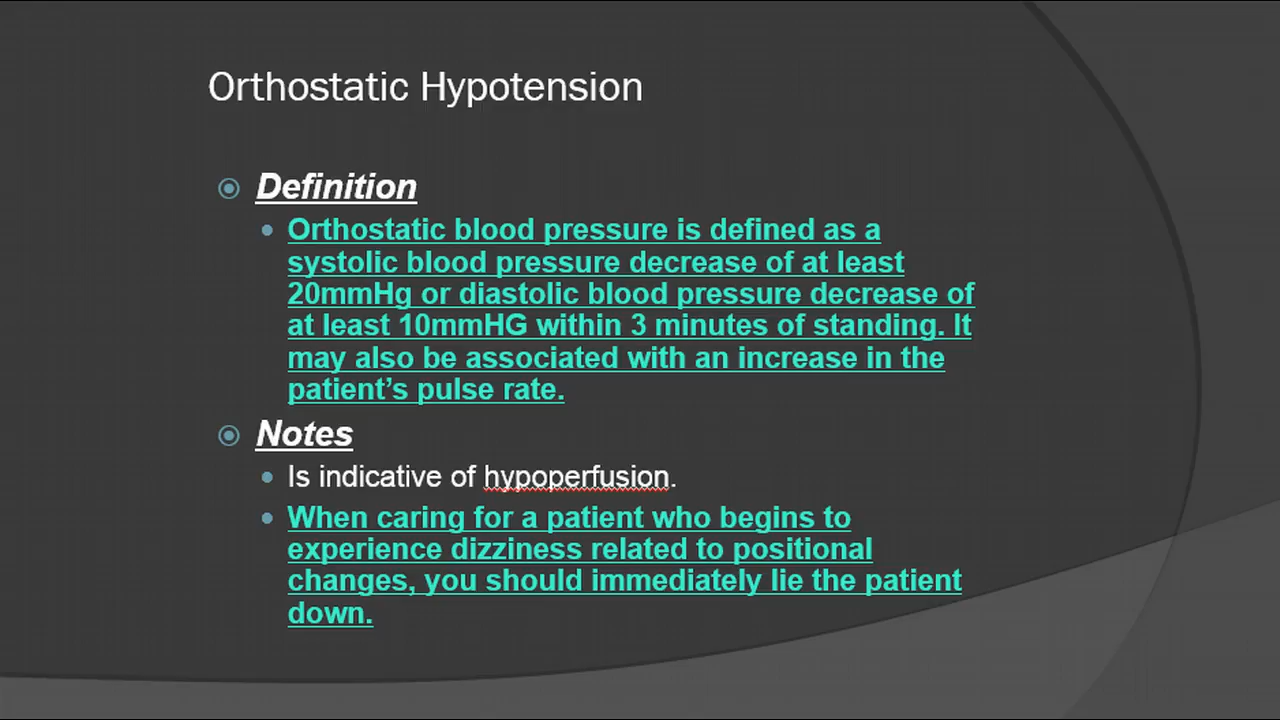 Orthostatic Hypotension
Definition
Orthostatic blood pressure is defined as a
systolic blood pressure decrease of at least
20mmHg or diastolic blood pressure decrease of
at least 10mmHG within 3 minutes of standing. It
may also be associated with an increase in the
patient’s pulse rate.
Notes
Is indicative of hypoperfusion.
When caring for a patient who begins to
experience dizziness related to positional
changes, you should immediately lie the patient
down.